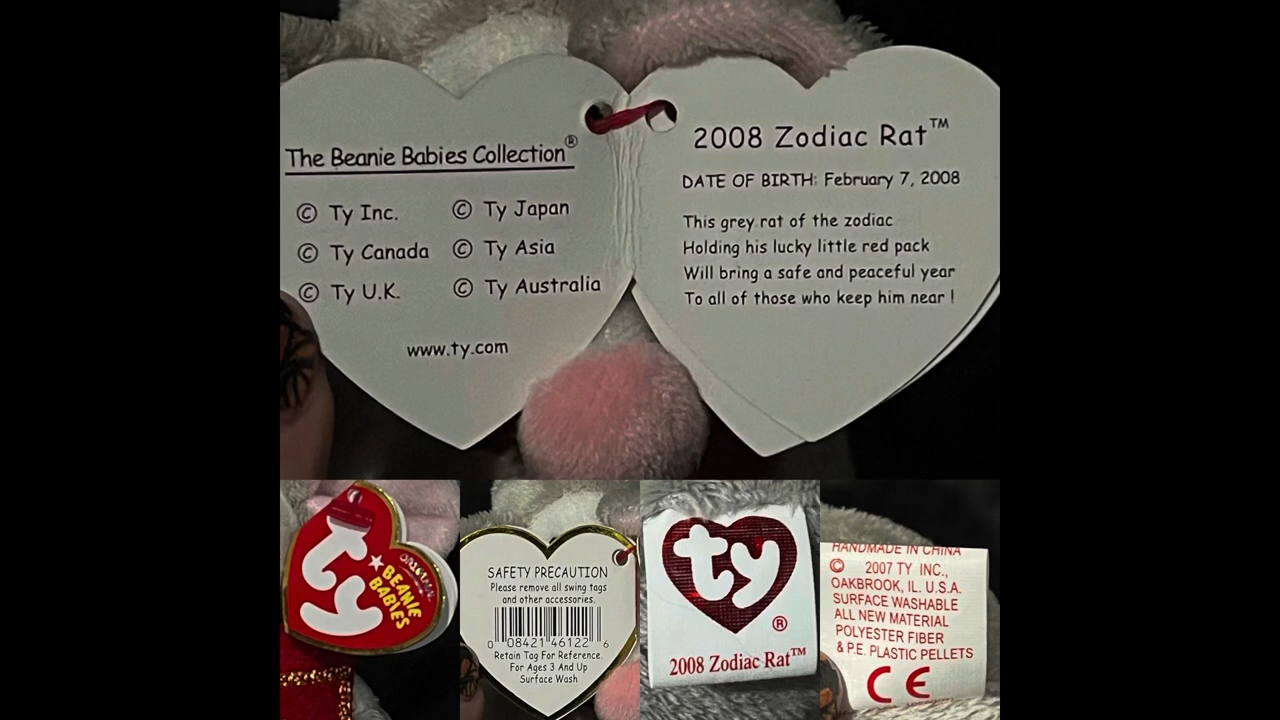 The Beanie Babies Collection®
© Ty Inc. © Ty Japan
© Ty Canada © Ty Asia
© Ty U.K. © Ty Australia
www.ty.com
2008 Zodiac Rat™
DATE OF BIRTH: February 7, 2008
This grey rat of the zodiac
Holding his lucky little red pack
Will bring a safe and peaceful year
To all of those who keep him near !
ty
ORIGINAL
BEANIE
BABIES
SAFETY PRECAUTION
Please remove all swing tags
and other accessories.
0 08421 46122 6
Retain Tag For Reference.
For Ages 3 And Up
Surface Wash
ty®
2008 Zodiac Rat™
HANDMADE IN CHINA
© 2007 TY INC.,
OAKBROOK, IL. U.S.A.
SURFACE WASHABLE
ALL NEW MATERIAL
POLYESTER FIBER
& P.E. PLASTIC PELLETS
CE